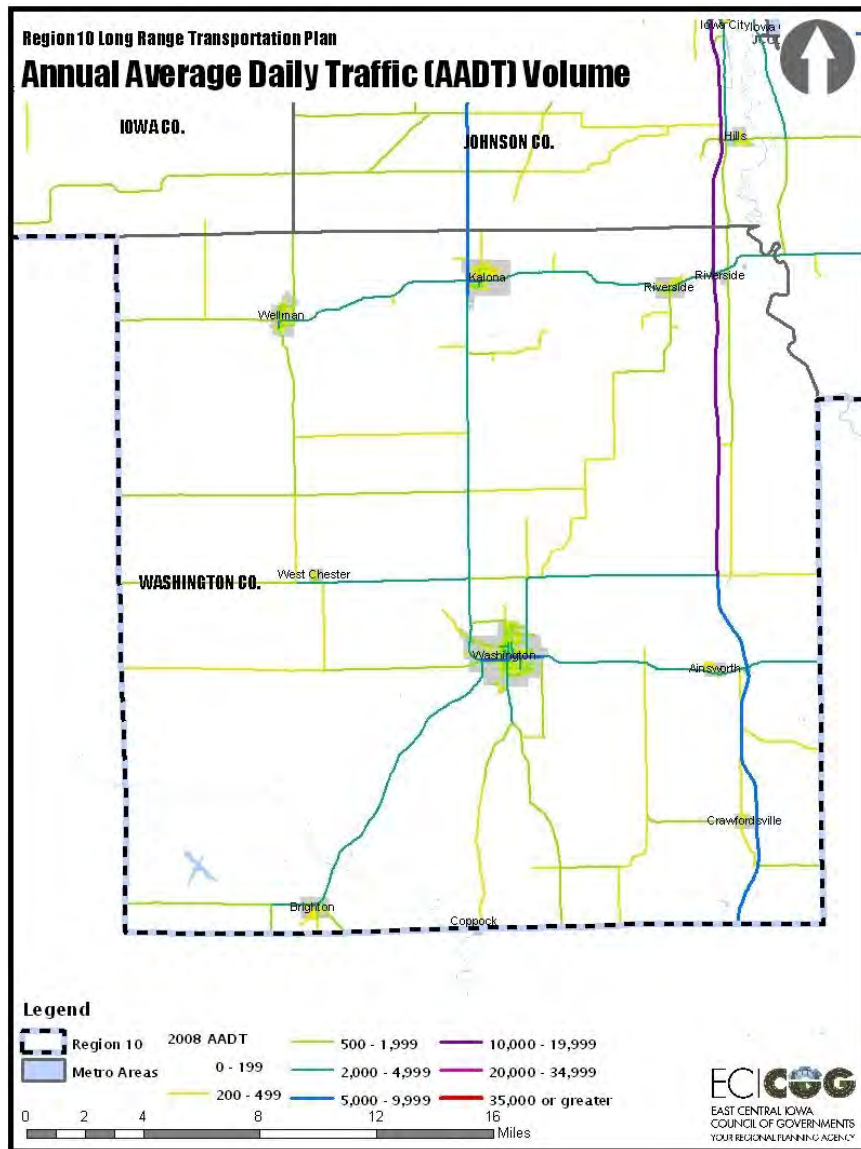 Region 10 Long Range Transportation Plan
Annual Average Daily Traffic (AADT) Volume
Iowa City
IOWA CO.
JOHNSON CO.
Hills
Kalona
Riverside
Riverside
Wellman
West Chester
WASHINGTON CO.
Washington
Ainsworth
Crawfordsville
Brighton
Coppock
Legend
Region 10
Metro Areas
2008 AADT
0 - 199
200 - 499
500 - 1,999
2,000 - 4,999
5,000 - 9,999
10,000 - 19,999
20,000 - 34,999
35,000 or greater
0 4 8 12 16
Miles
ECICOG
EAST CENTRAL IOWA
COUNCIL OF GOVERNMENTS
YOUR REGIONAL PLANNING AGENCY